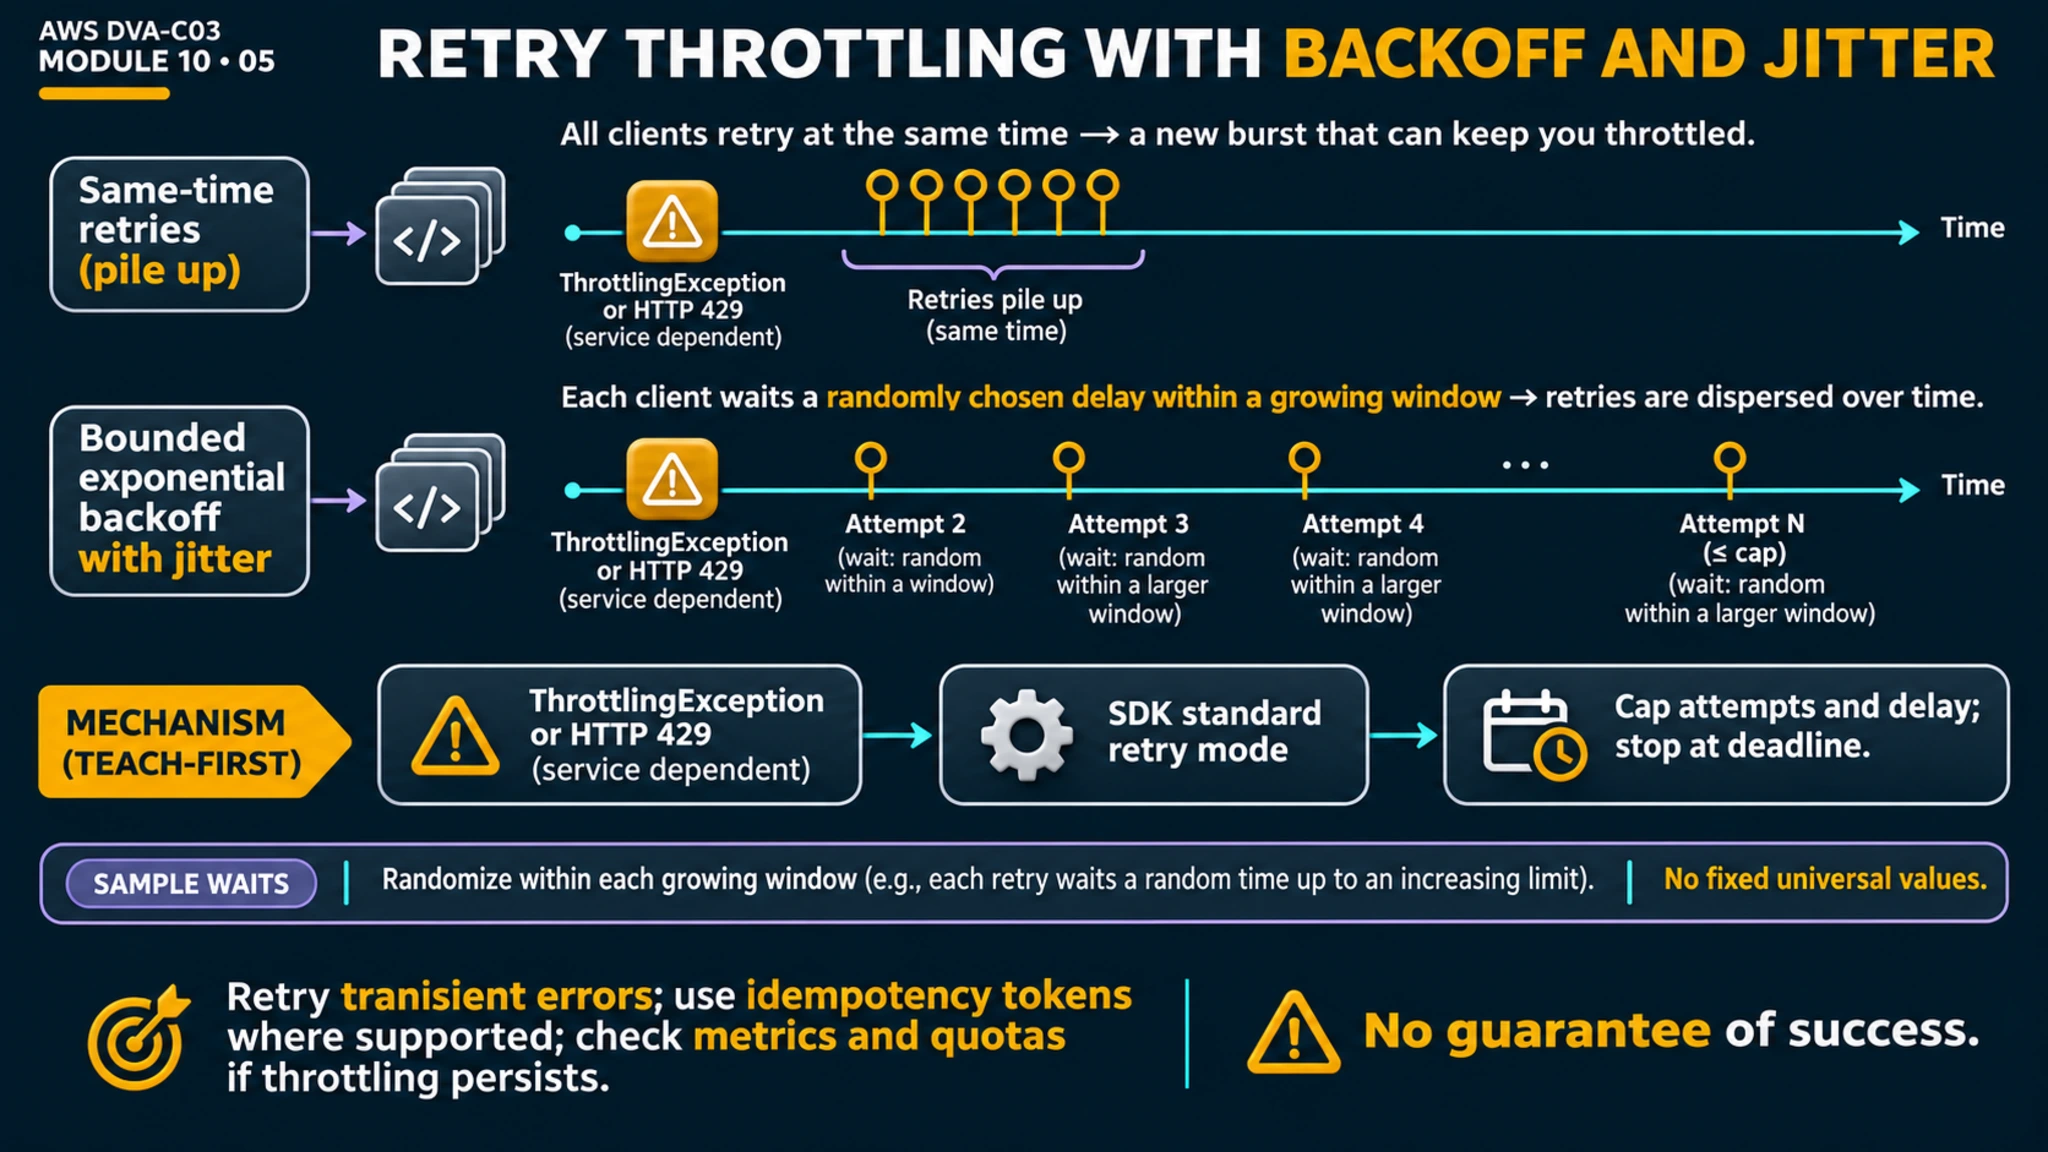 AWS DVA-C03
MODULE 10 • 05
RETRY THROTTLING WITH BACKOFF AND JITTER
All clients retry at the same time → a new burst that can keep you throttled.
Same-time
retries
(pile up)
</>
Time
ThrottlingException
or HTTP 429
(service dependent)
Retries pile up
(same time)
Each client waits a randomly chosen delay within a growing window → retries are dispersed over time.
Bounded
exponential
backoff
with jitter
</>
...
Time
ThrottlingException
or HTTP 429
(service dependent)
Attempt 2
(wait: random
within a window)
Attempt 3
(wait: random
within a larger
window)
Attempt 4
(wait: random
within a larger
window)
Attempt N
(≤ cap)
(wait: random
within a larger window)
MECHANISM
(TEACH-FIRST)
ThrottlingException
or HTTP 429
(service dependent)
SDK standard
retry mode
Cap attempts and delay;
stop at deadline.
SAMPLE WAITS
Randomize within each growing window (e.g., each retry waits a random time up to an increasing limit).
No fixed universal values.
Retry tranisient errors; use idempotency tokens
where supported; check metrics and quotas
if throttling persists.
No guarantee of success.